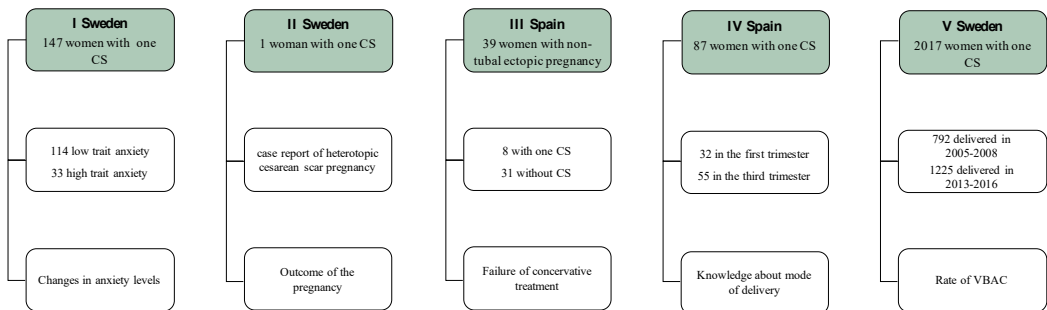 I Sweden
147 women with one
CS
114 low trait anxiety
33 high trait anxiety
Changes in anxiety levels
II Sweden
1 woman with one CS
case report of heterotopic
cesarean scar pregnancy
Outcome of the
pregnancy
III Spain
39 women with non-
tubal ectopic pregnancy
8 with one CS
31 without CS
Failure of concervative
treatment
IV Spain
87 women with one CS
32 in the first trimester
55 in the third trimester
Knowledge about mode
of delivery
V Sweden
2017 women with one
CS
792 delivered in
2005-2008
1225 delivered in
2013-2016
Rate of VBAC